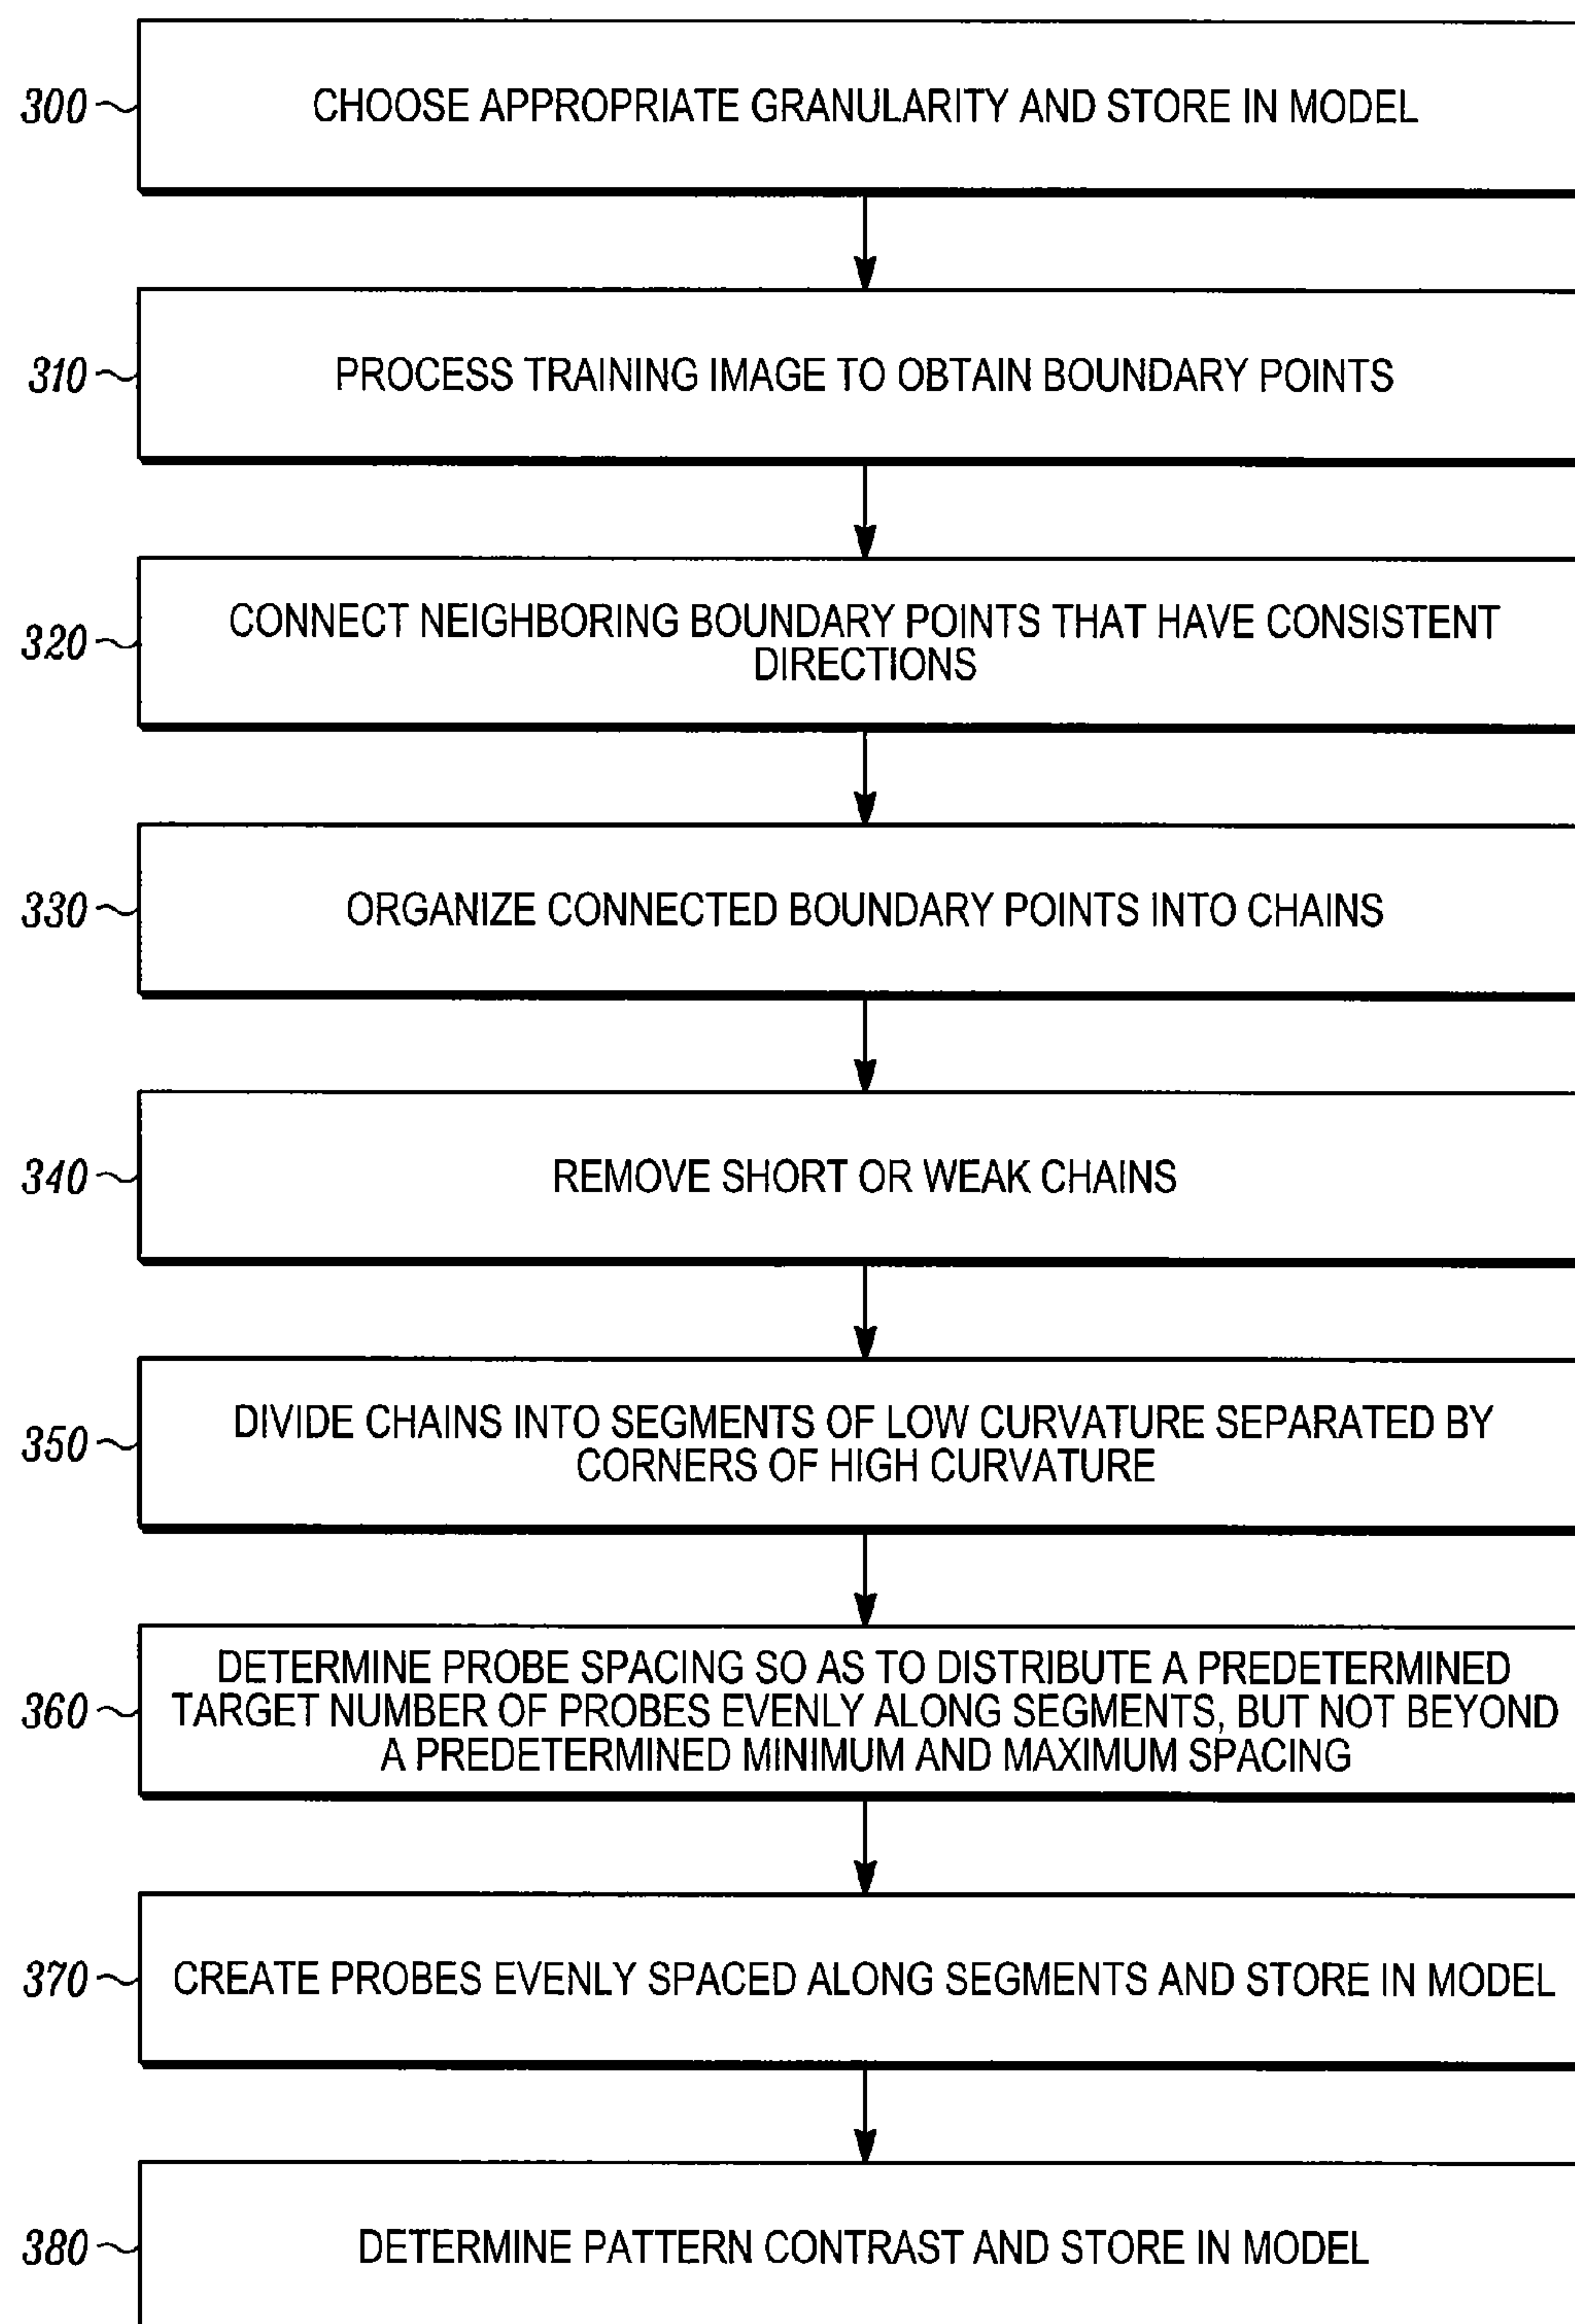 300
CHOOSE APPROPRIATE GRANULARITY AND STORE IN MODEL
310
PROCESS TRAINING IMAGE TO OBTAIN BOUNDARY POINTS
320
CONNECT NEIGHBORING BOUNDARY POINTS THAT HAVE CONSISTENT
DIRECTIONS
330
ORGANIZE CONNECTED BOUNDARY POINTS INTO CHAINS
340
REMOVE SHORT OR WEAK CHAINS
350
DIVIDE CHAINS INTO SEGMENTS OF LOW CURVATURE SEPARATED BY
CORNERS OF HIGH CURVATURE
360
DETERMINE PROBE SPACING SO AS TO DISTRIBUTE A PREDETERMINED
TARGET NUMBER OF PROBES EVENLY ALONG SEGMENTS, BUT NOT BEYOND
A PREDETERMINED MINIMUM AND MAXIMUM SPACING
370
CREATE PROBES EVENLY SPACED ALONG SEGMENTS AND STORE IN MODEL
380
DETERMINE PATTERN CONTRAST AND STORE IN MODEL